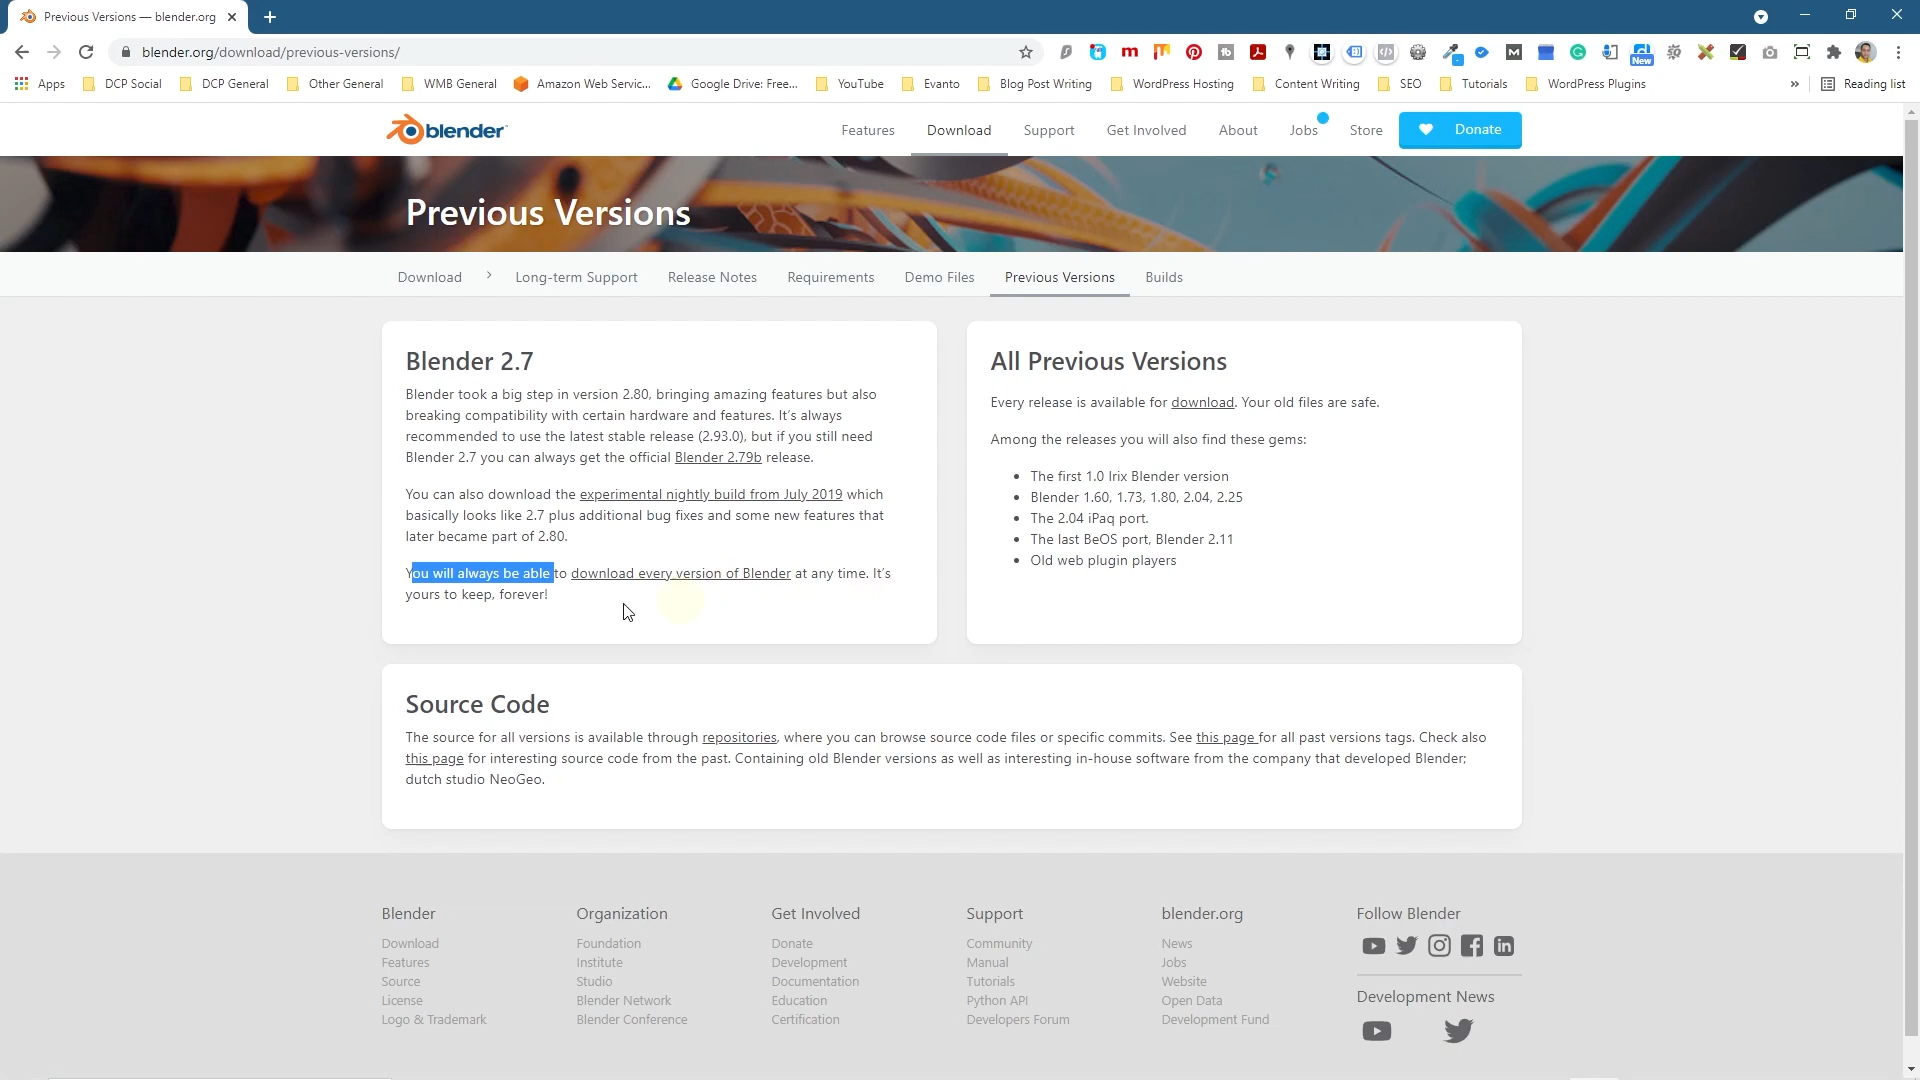 Previous Versions — blender.org
blender.org/download/previous-versions/
New
Apps DCP Social DCP General Other General WMB General Amazon Web Servic... Google Drive: Free... YouTube Evanto Blog Post Writing WordPress Hosting Content Writing SEO Tutorials WordPress Plugins » Reading list
blender Features Download Support Get Involved About Jobs Store Donate
Previous Versions
Download > Long-term Support Release Notes Requirements Demo Files Previous Versions Builds
Blender 2.7
Blender took a big step in version 2.80, bringing amazing features but also
breaking compatibility with certain hardware and features. It's always
recommended to use the latest stable release (2.93.0), but if you still need
Blender 2.7 you can always get the official Blender 2.79b release.
You can also download the experimental nightly build from July 2019 which
basically looks like 2.7 plus additional bug fixes and some new features that
later became part of 2.80.
You will always be able to download every version of Blender at any time. It's
yours to keep, forever!
All Previous Versions
Every release is available for download. Your old files are safe.
Among the releases you will also find these gems:
• The first 1.0 Irix Blender version
• Blender 1.60, 1.73, 1.80, 2.04, 2.25
• The 2.04 iPaq port.
• The last BeOS port, Blender 2.11
• Old web plugin players
Source Code
The source for all versions is available through repositories, where you can browse source code files or specific commits. See this page for all past versions tags. Check also
this page for interesting source code from the past. Containing old Blender versions as well as interesting in-house software from the company that developed Blender;
dutch studio NeoGeo.
Blender
Download
Features
Source
License
Logo & Trademark
Organization
Foundation
Institute
Studio
Blender Network
Blender Conference
Get Involved
Donate
Development
Documentation
Education
Certification
Support
Community
Manual
Tutorials
Python API
Developers Forum
blender.org
News
Jobs
Website
Open Data
Development Fund
Follow Blender
Development News